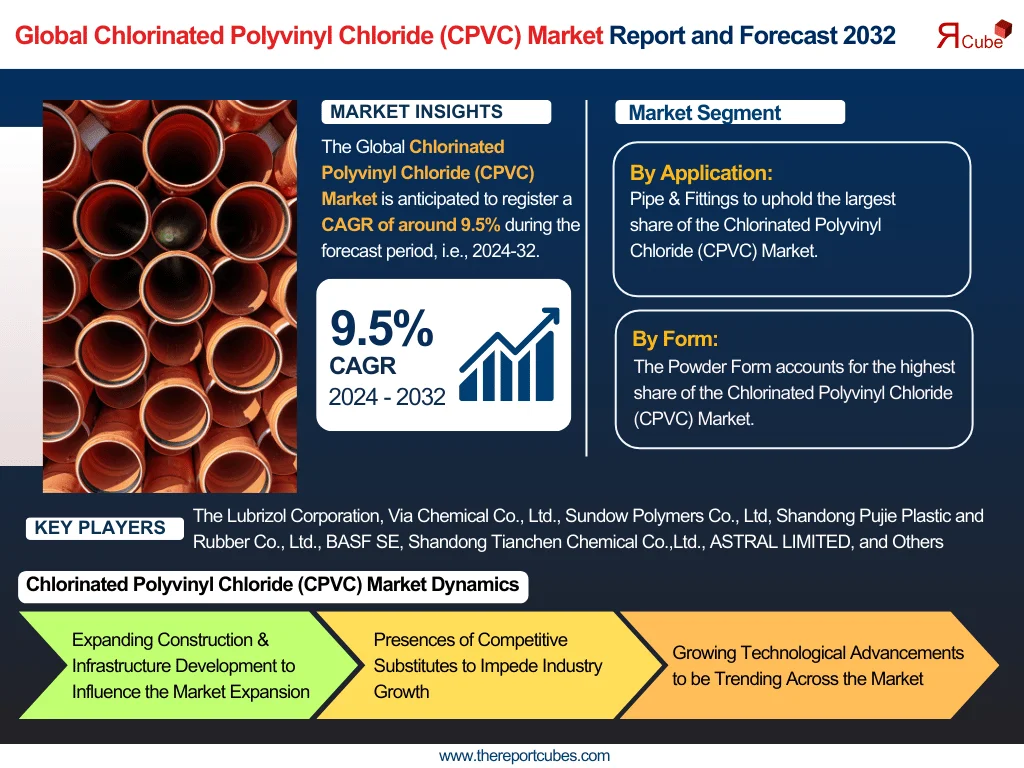 Global Chlorinated Polyvinyl Chloride (CPVC) Market Report and Forecast 2032
RCube
MARKET INSIGHTS
The Global Chlorinated
Polyvinyl Chloride (CPVC)
Market is anticipated to register a
CAGR of around 9.5% during the
forecast period, i.e., 2024-32.
9.5%
CAGR
2024 - 2032
Market Segment
By Application:
Pipe & Fittings to uphold the largest
share of the Chlorinated Polyvinyl
Chloride (CPVC) Market.
By Form:
The Powder Form accounts for the highest
share of the Chlorinated Polyvinyl Chloride
(CPVC) Market.
KEY PLAYERS
The Lubrizol Corporation, Via Chemical Co., Ltd., Sundow Polymers Co., Ltd, Shandong Pujie Plastic and
Rubber Co., Ltd., BASF SE, Shandong Tianchen Chemical Co.,Ltd., ASTRAL LIMITED, and Others
Chlorinated Polyvinyl Chloride (CPVC) Market Dynamics
Expanding Construction &
Infrastructure Development to
Influence the Market Expansion
Presences of Competitive
Substitutes to Impede Industry
Growth
Growing Technological Advancements
to be Trending Across the Market
www.thereportcubes.com